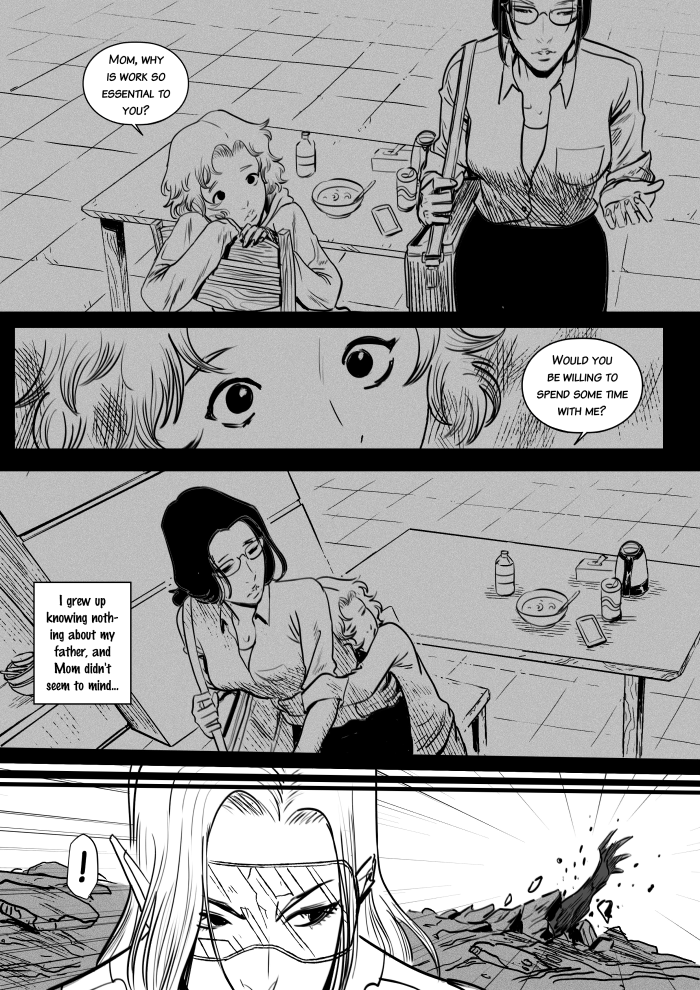 Mom, why
is work so
essential to
you?
Would you
be willing to
spend some time
with me?
I grew up
knowing noth-
ing about my
father, and
Mom didn't
seem to mind...
!